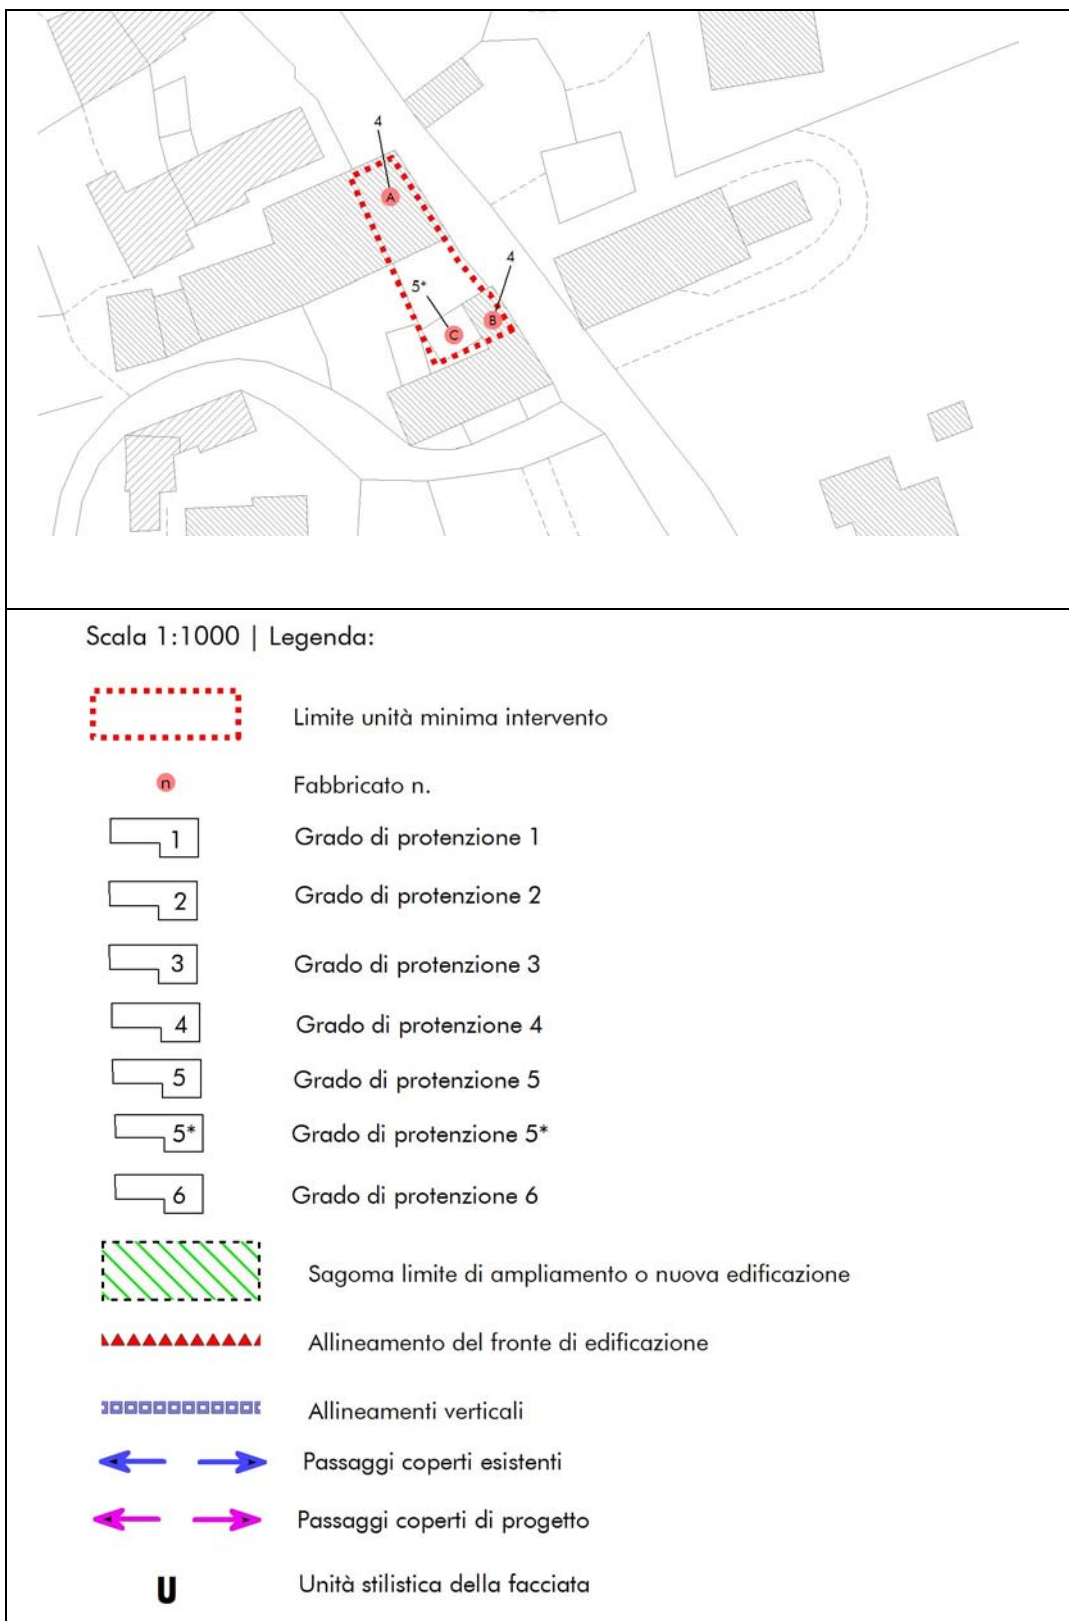 4
A
4
5*
B
C
Scala 1:1000 | Legenda:
Limite unità minima intervento
n Fabbricato n.
1 Grado di protenzione 1
2 Grado di protenzione 2
3 Grado di protenzione 3
4 Grado di protenzione 4
5 Grado di protenzione 5
5* Grado di protenzione 5*
6 Grado di protenzione 6
Sagoma limite di ampliamento o nuova edificazione
Allineamento del fronte di edificazione
Allineamenti verticali
Passaggi coperti esistenti
Passaggi coperti di progetto
U Unità stilistica della facciata